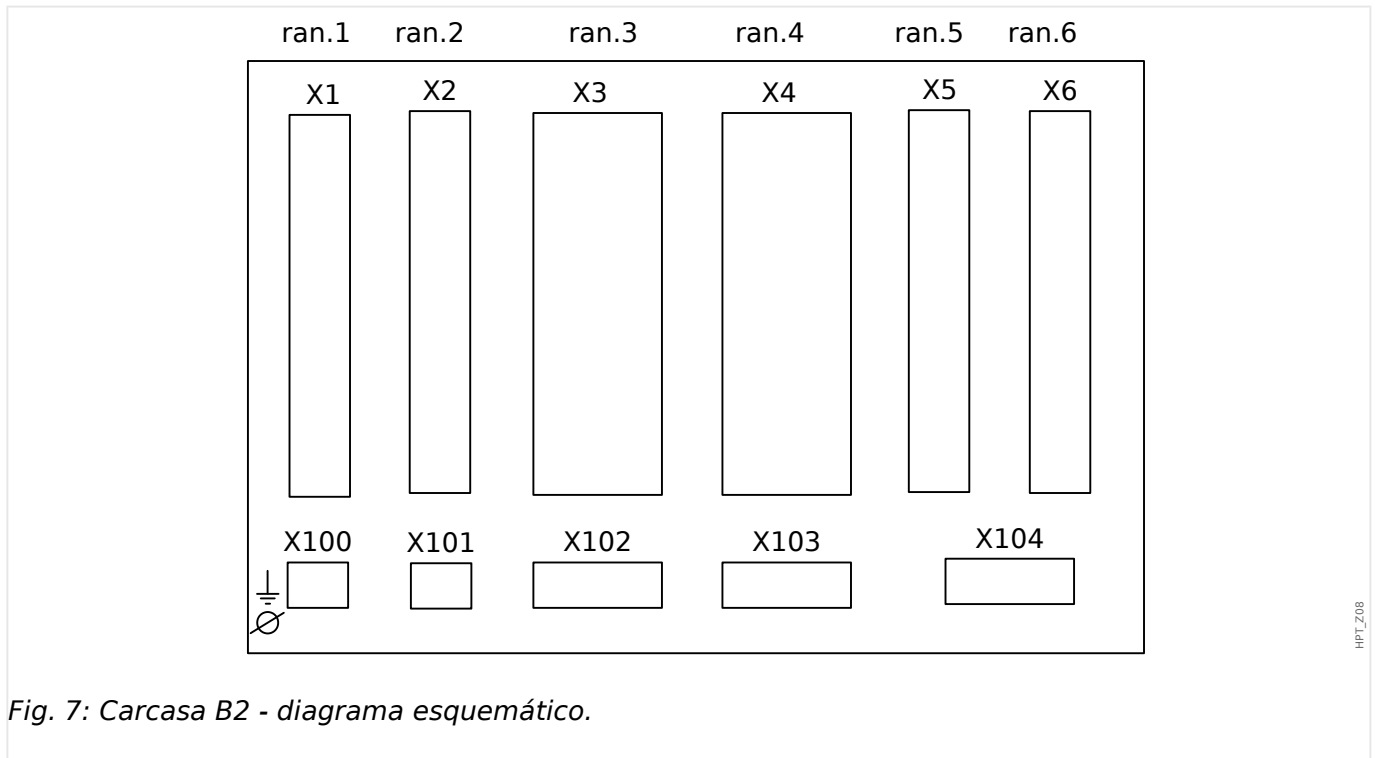 ran.1 ran.2 ran.3 ran.4 ran.5 ran.6
X1 X2 X3 X4 X5 X6
X100 X101 X102 X103 X104
HPT_Z08
Fig. 7: Carcasa B2 - diagrama esquemático.